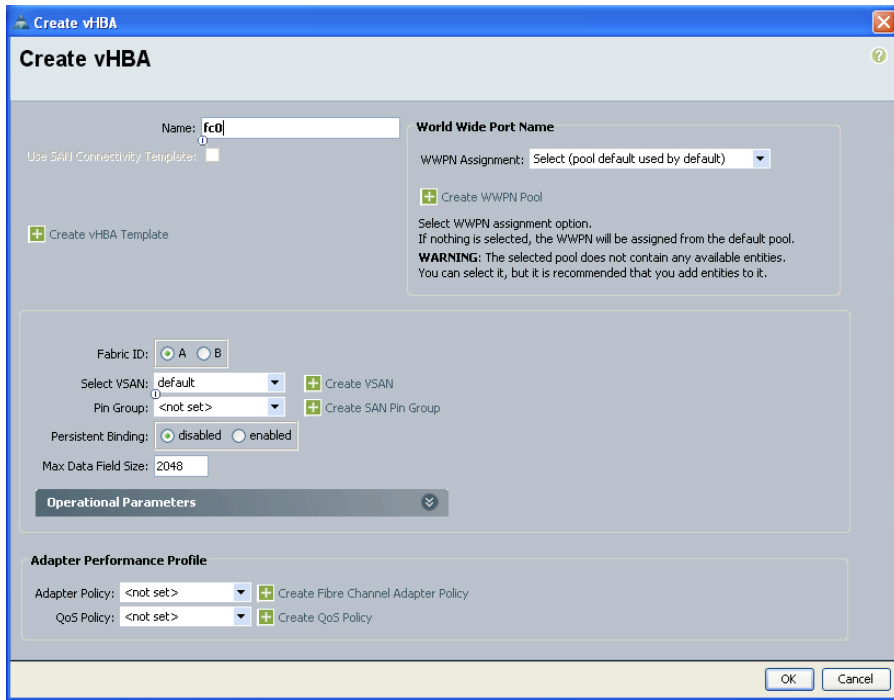 Create vHBA
Create vHBA
Name: fc0
Use SAN Connectivity Template:
Create vHBA Template
World Wide Port Name
WWPN Assignment: Select (pool default used by default)
Create WWPN Pool
Select WWPN assignment option.
If nothing is selected, the WWPN will be assigned from the default pool.
WARNING: The selected pool does not contain any available entities.
You can select it, but it is recommended that you add entities to it.
Fabric ID: A B
Select VSAN: default Create VSAN
Pin Group: <not set> Create SAN Pin Group
Persistent Binding: disabled enabled
Max Data Field Size: 2048
Operational Parameters
Adapter Performance Profile
Adapter Policy: <not set> Create Fibre Channel Adapter Policy
QoS Policy: <not set> Create QoS Policy
OK Cancel